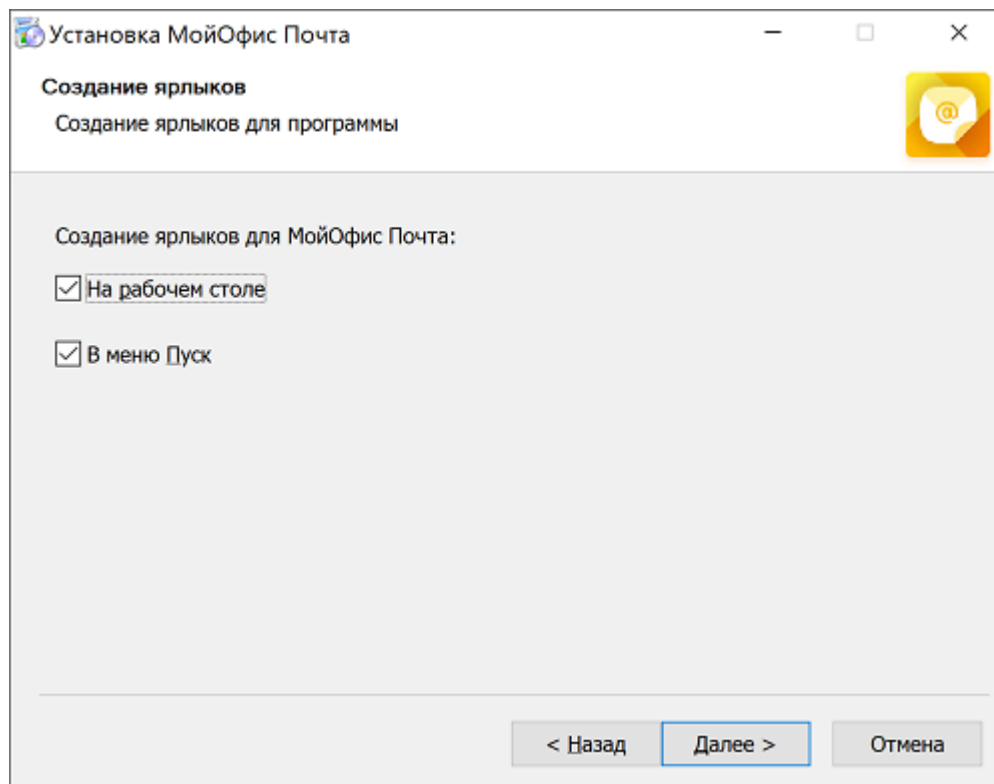 Установка МойОфис Почта
Создание ярлыков
Создание ярлыков для программы
@
Создание ярлыков для МойОфис Почта:
На рабочем столе
В меню Пуск
< Назад
Далее >
Отмена